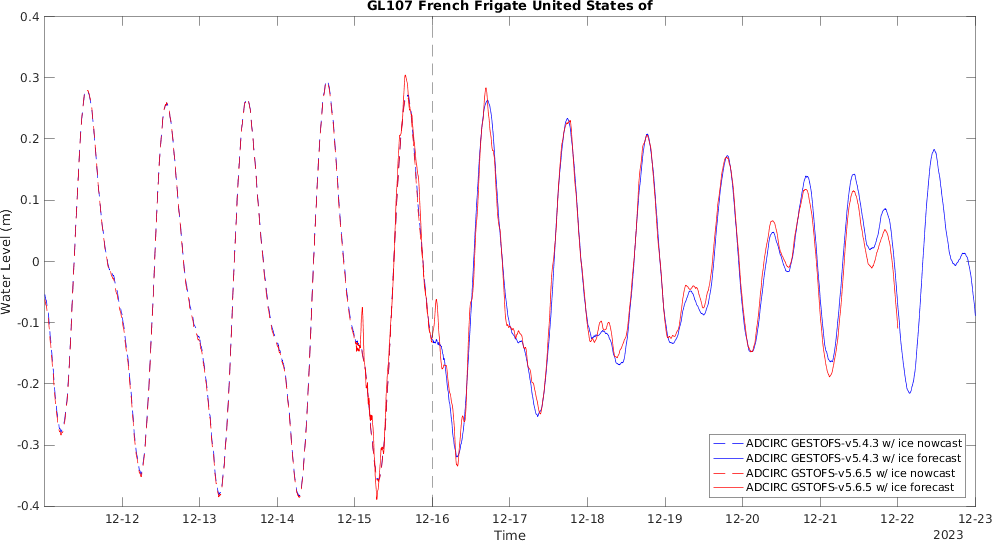 GL107 French Frigate United States of
0.4
0.3
0.2
0.1
0
-0.1
-0.2
-0.3
-0.4
Water Level (m)
12-12 12-13 12-14 12-15 12-16 12-17 12-18 12-19 12-20 12-21 12-22 12-23
Time
2023
ADCIRC GESTOFS-v5.4.3 w/ ice nowcast
ADCIRC GESTOFS-v5.4.3 w/ ice forecast
ADCIRC GSTOFS-v5.6.5 w/ ice nowcast
ADCIRC GSTOFS-v5.6.5 w/ ice forecast